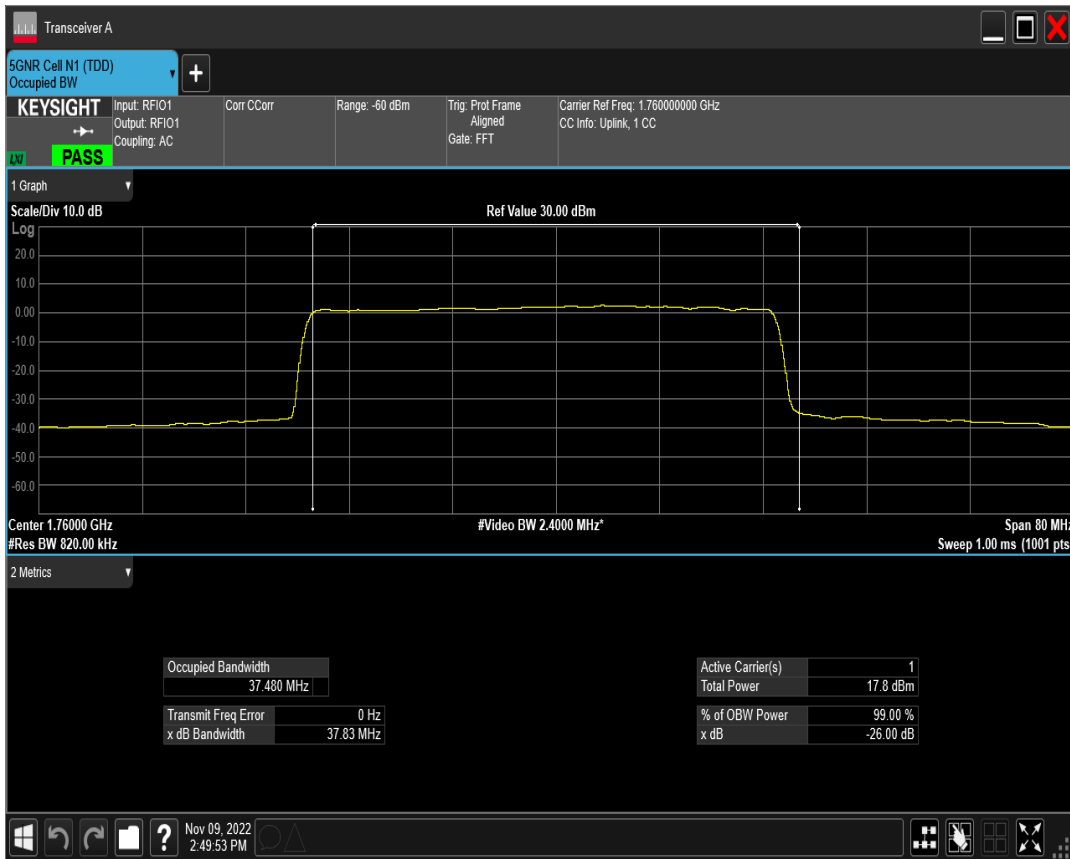 Transceiver A
5GNR Cell N1 (TDD)
Occupied BW
+
KEYSIGHT
LXI
PASS
Input: RFIO1
Output: RFIO1
Coupling: AC
Corr CCorr
Range: -60 dBm
Trig: Prot Frame
Aligned
Gate: FFT
Carrier Ref Freq: 1.760000000 GHz
CC Info: Uplink, 1 CC
1 Graph
Scale/Div 10.0 dB
Ref Value 30.00 dBm
Log
20.0
10.0
0.00
-10.0
-20.0
-30.0
-40.0
-50.0
-60.0
Center 1.76000 GHz
#Video BW 2.4000 MHz*
Span 80 MHz
#Res BW 820.00 kHz
Sweep 1.00 ms (1001 pts
2 Metrics
Occupied Bandwidth
37.480 MHz
Transmit Freq Error 0 Hz
x dB Bandwidth 37.83 MHz
Active Carrier(s) 1
Total Power 17.8 dBm
% of OBW Power 99.00 %
x dB -26.00 dB
?
Nov 09, 2022
2:49:53 PM